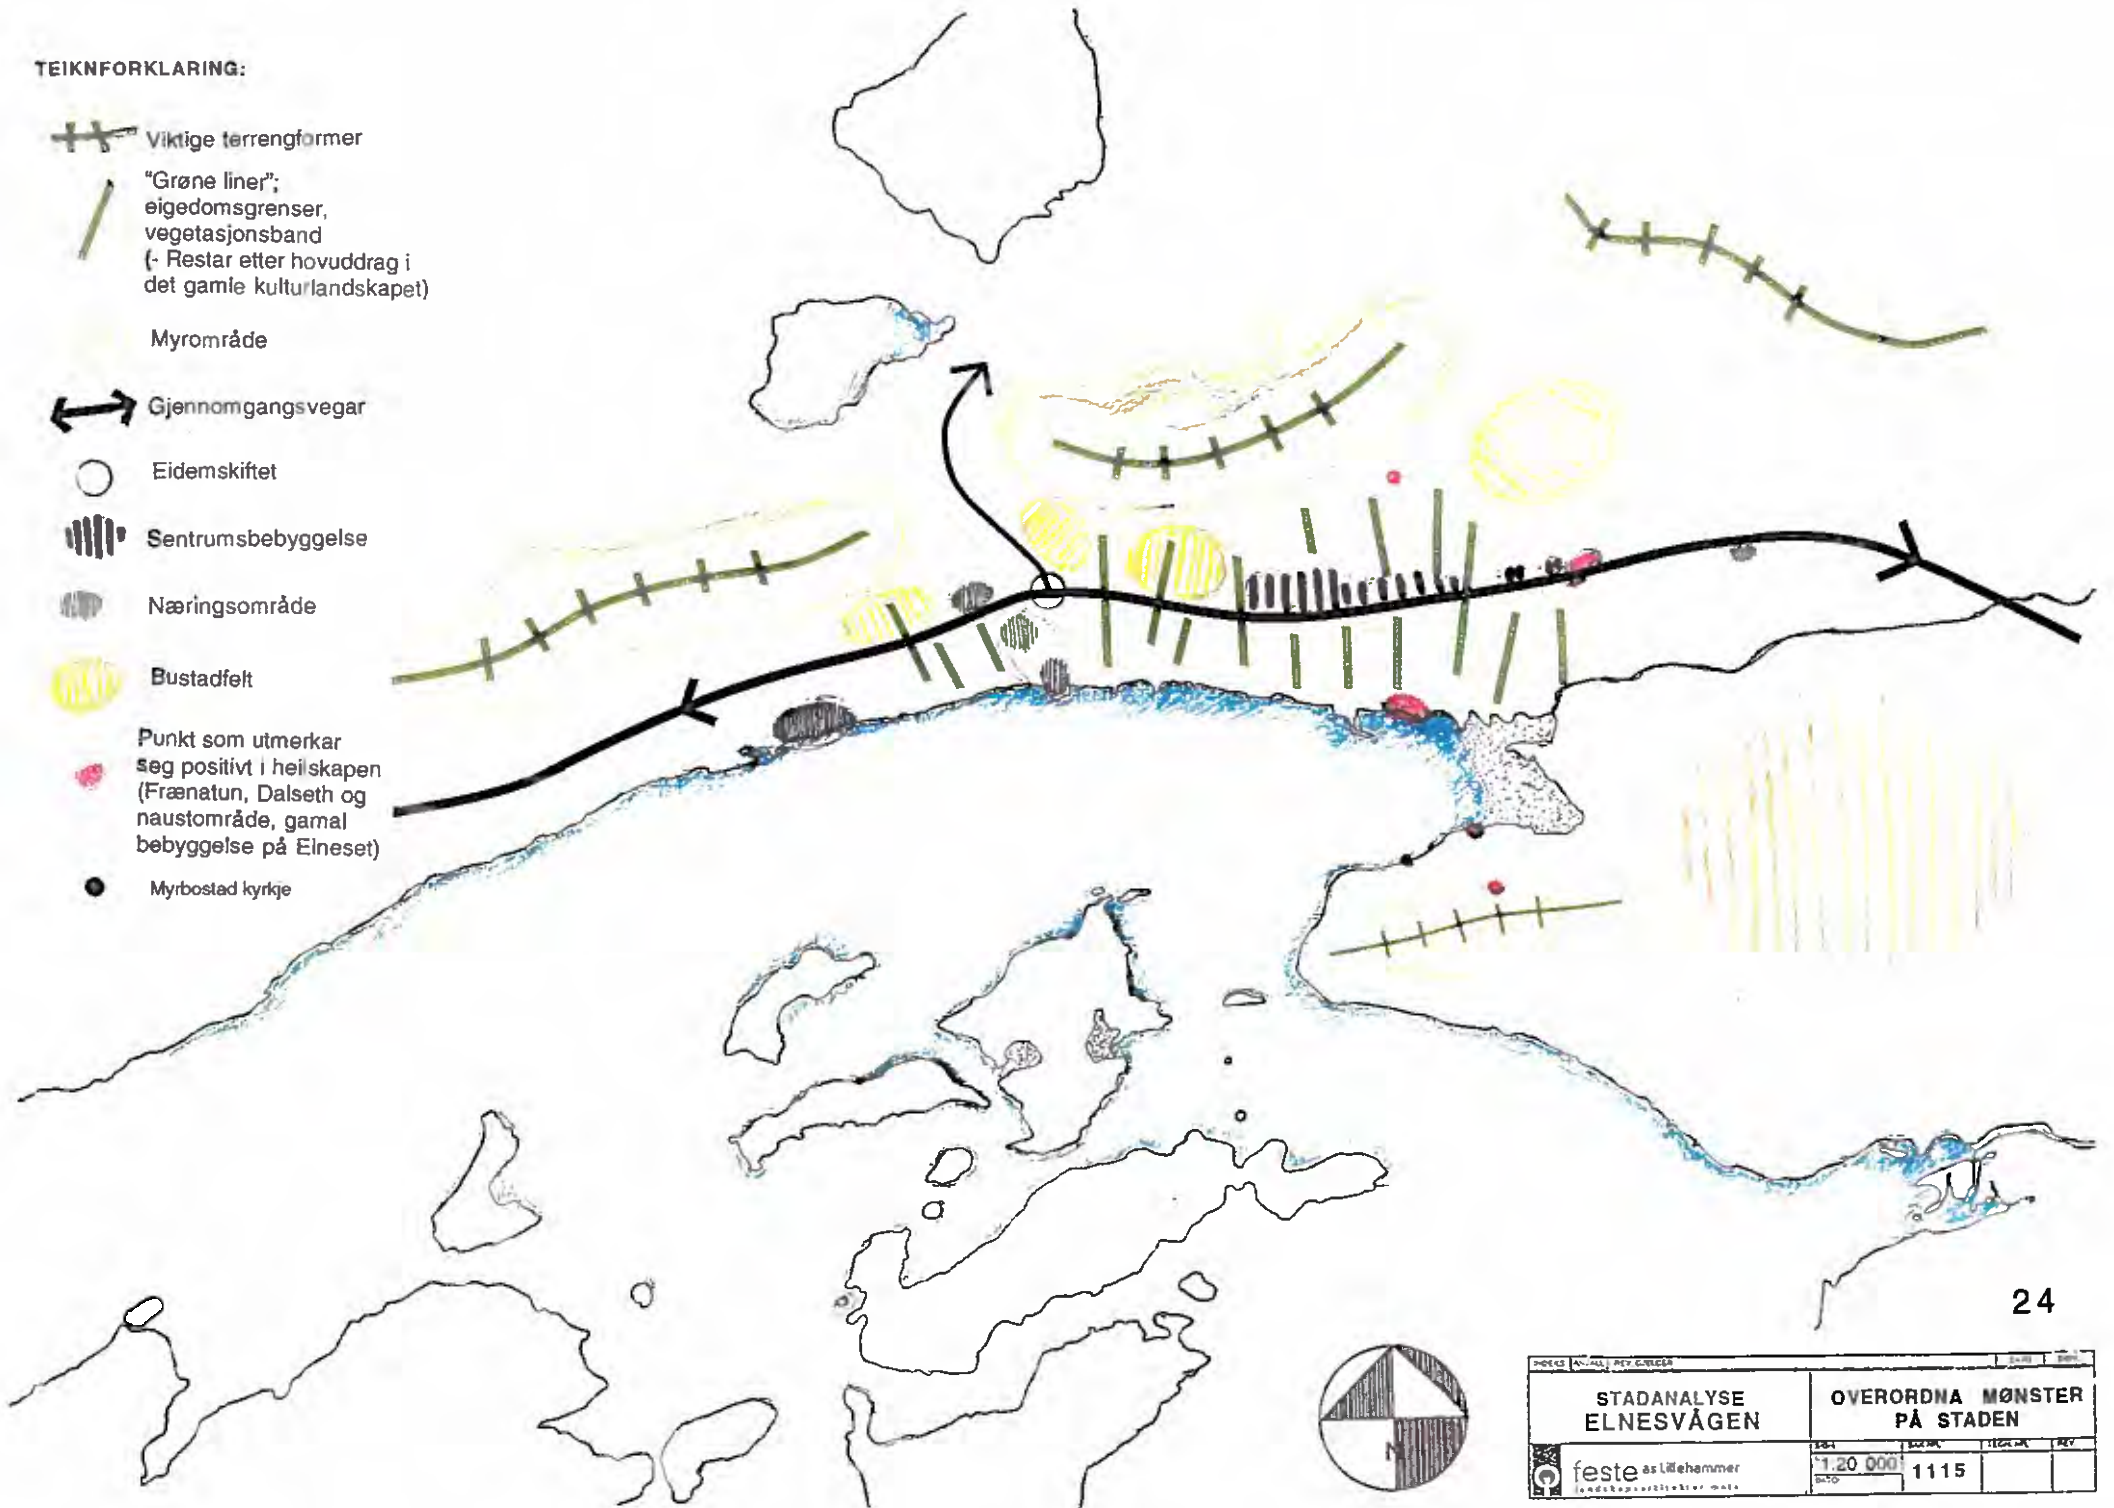 TEIKNFORKLARING:
Viktige terrengformer
"Grøne liner";
eigedomsgrenser,
vegetasjonsband
(- Restar etter hovuddrag i
det gamle kulturlandskapet)
Myrområde
Gjennomgangsvegar
Eidemskiftet
Sentrumsbebyggelse
Næringsområde
Bustadfelt
Punkt som utmerkar
seg positivt i heilskapen
(Frænatun, Dalseth og
naustområde, gamal
bebyggelse på Elneset)
Myrbostad kyrkje
24
N
STADANALYSE
ELNESVÅGEN
OVERORDNA MØNSTER
PÅ STADEN
feste as Lillehammer
1:20 000
1115